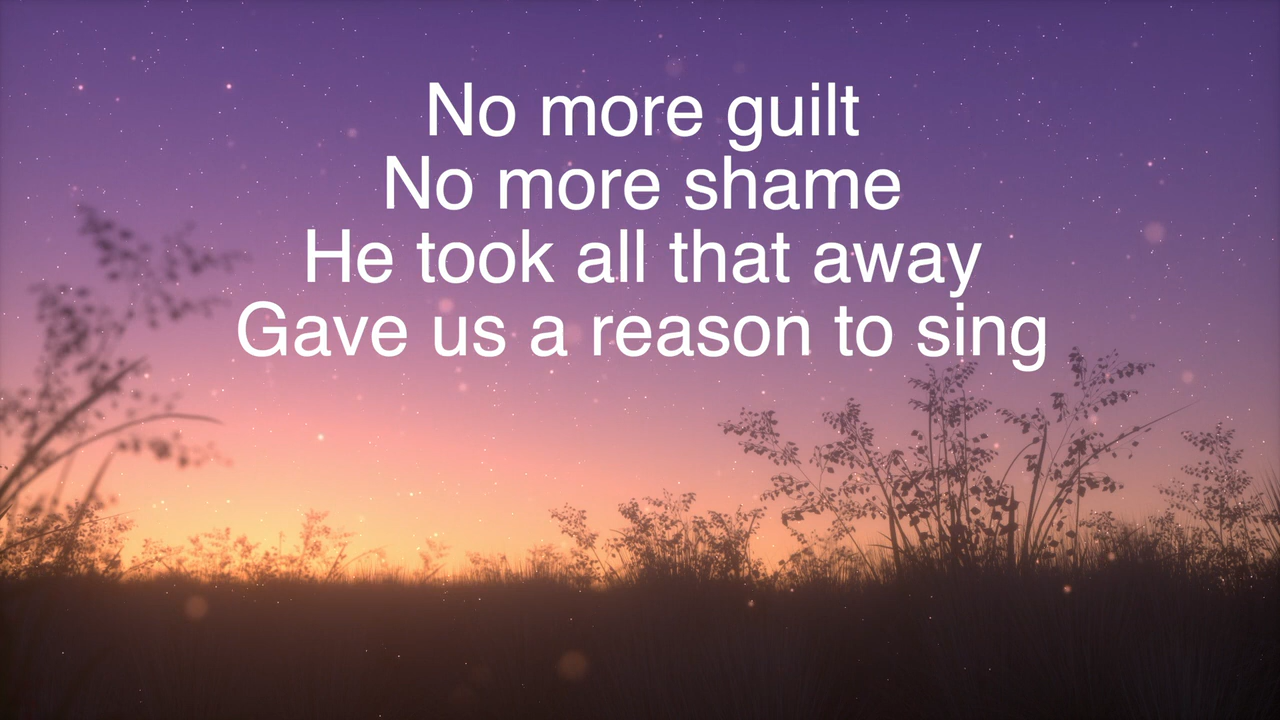 No more guilt
No more shame
He took all that away
Gave us a reason to sing